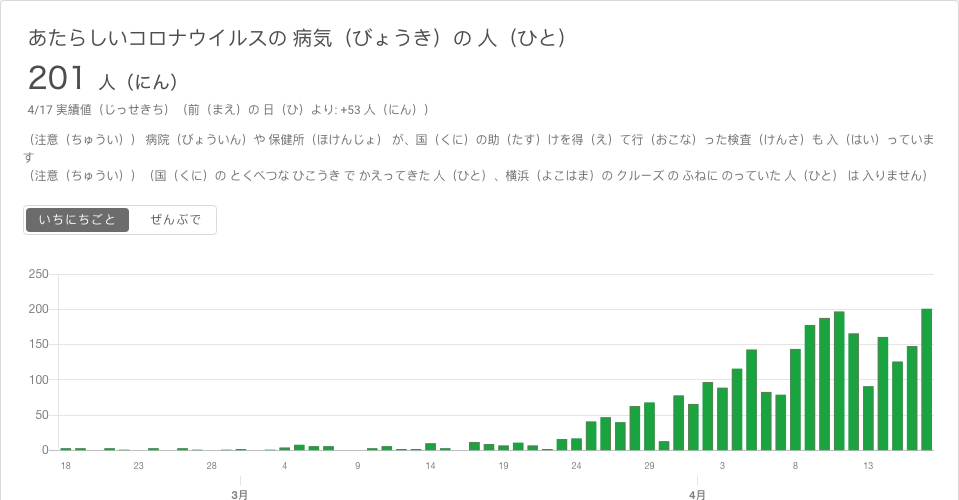 あたらしいコロナウイルスの 病気（びょうき）の 人（ひと）
201 人（にん）
4/17 実績値（じっせきち）（前（まえ）の 日（ひ）より: +53 人（にん））
（注意（ちゅうい）） 病院（びょういん）や 保健所（ほけんじょ） が、国（くに）の助（たす）けを得（え）て行（おこな）った検査（けんさ）も 入（はい）っていま
す
（注意（ちゅうい））（国（くに）の とくべつな ひこうき で かえってきた 人（ひと）、横浜（よこはま）の クルーズ の ふねに のっていた 人（ひと） は 入りません）
いちにちごと ぜんぶで
250
200
150
100
50
0
18 23 28 4 9 14 19 24 29 3 8 13
3月 4月